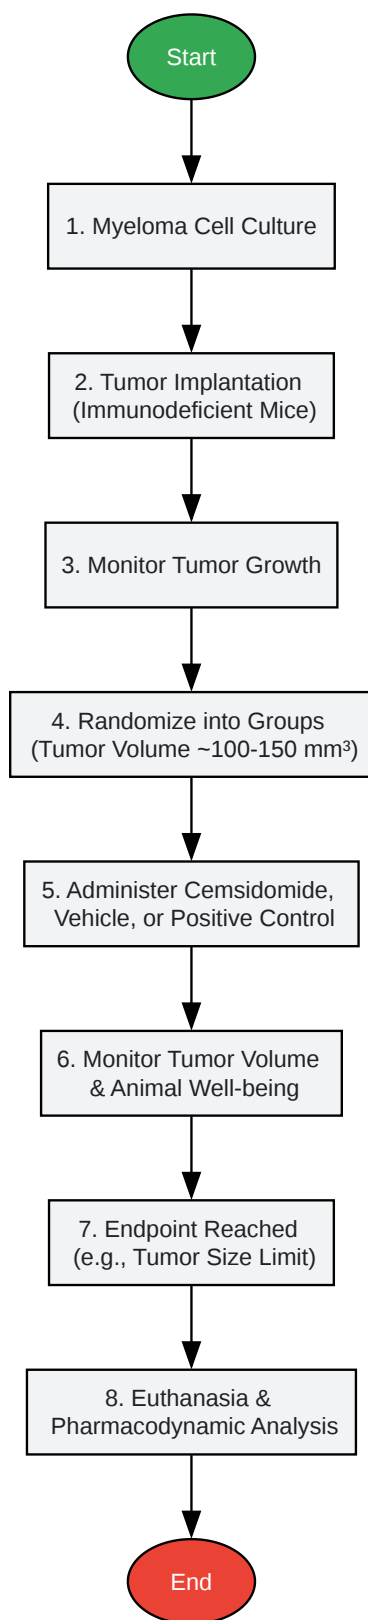 Start
1. Myeloma Cell Culture
2. Tumor Implantation
(Immunodeficient Mice)
3. Monitor Tumor Growth
4. Randomize into Groups
(Tumor Volume ~100-150 mm³)
5. Administer Cemsidomide,
Vehicle, or Positive Control
6. Monitor Tumor Volume
& Animal Well-being
7. Endpoint Reached
(e.g., Tumor Size Limit)
8. Euthanasia &
Pharmacodynamic Analysis
End